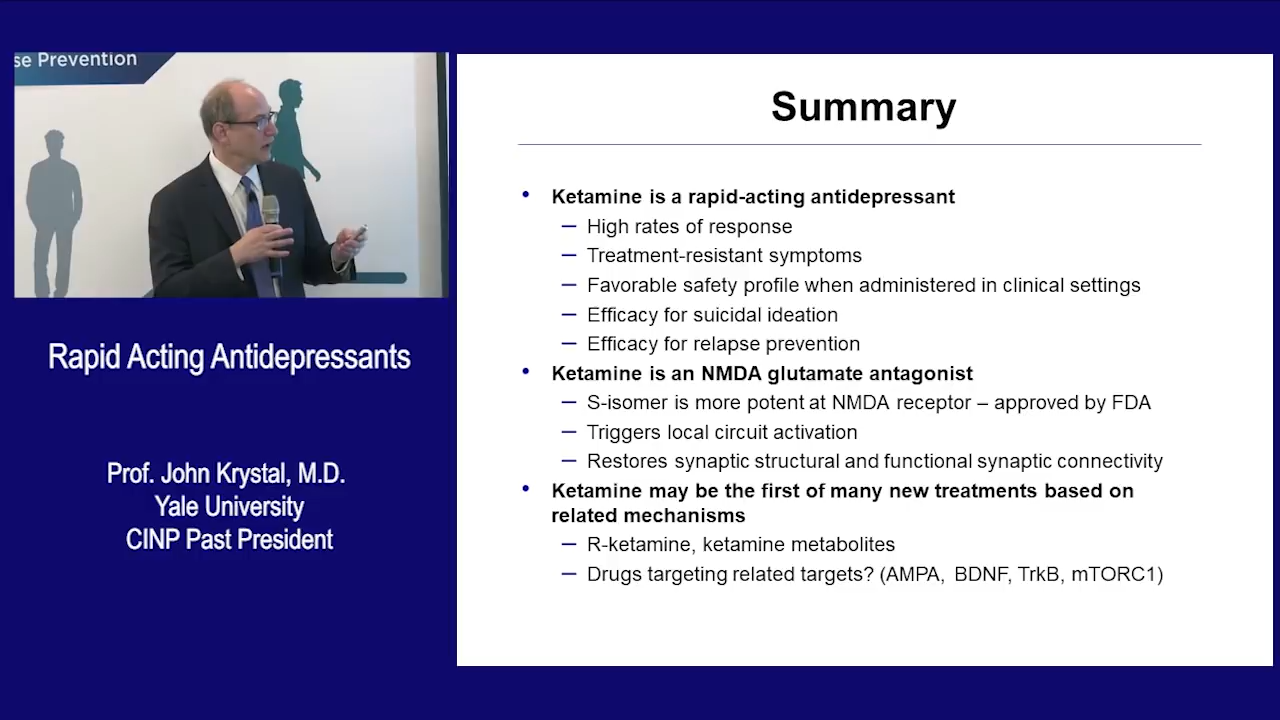 se Prevention
Rapid Acting Antidepressants
Prof. John Krystal, M.D.
Yale University
CINP Past President
Summary
• Ketamine is a rapid-acting antidepressant
– High rates of response
– Treatment-resistant symptoms
– Favorable safety profile when administered in clinical settings
– Efficacy for suicidal ideation
– Efficacy for relapse prevention
• Ketamine is an NMDA glutamate antagonist
– S-isomer is more potent at NMDA receptor – approved by FDA
– Triggers local circuit activation
– Restores synaptic structural and functional synaptic connectivity
• Ketamine may be the first of many new treatments based on
related mechanisms
– R-ketamine, ketamine metabolites
– Drugs targeting related targets? (AMPA, BDNF, TrkB, mTORC1)